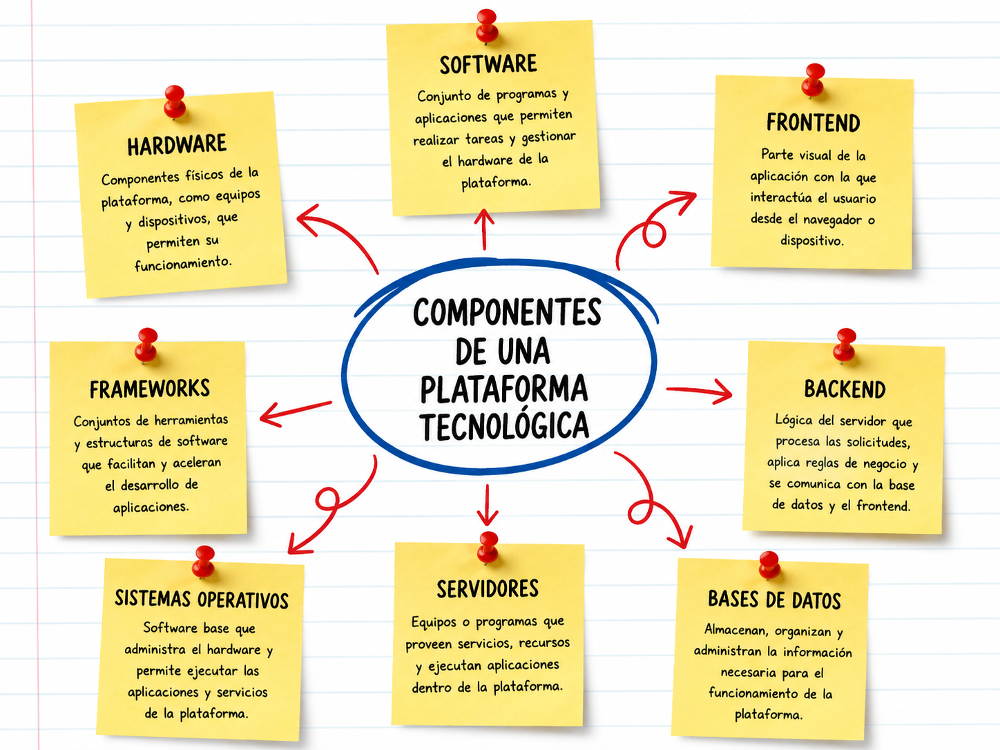 SOFTWARE
Conjunto de programas y
aplicaciones que permiten
realizar tareas y gestionar
el hardware de la
plataforma.
HARDWARE
Componentes físicos de la
plataforma, como equipos
y dispositivos, que
permiten su
funcionamiento.
FRONTEND
Parte visual de la
aplicación con la que
interactúa el usuario
desde el navegador o
dispositivo.
COMPONENTES
DE UNA
PLATAFORMA
TECNOLÓGICA
FRAMEWORKS
Conjuntos de herramientas
y estructuras de software
que facilitan y aceleran
el desarrollo de
aplicaciones.
BACKEND
Lógica del servidor que
procesa las solicitudes,
aplica reglas de negocio y
se comunica con la base
de datos y el frontend.
SISTEMAS OPERATIVOS
Software base que
administra el hardware y
permite ejecutar las
aplicaciones y servicios
de la plataforma.
SERVIDORES
Equipos o programas que
proveen servicios, recursos
y ejecutan aplicaciones
dentro de la plataforma.
BASES DE DATOS
Almacenan, organizan y
administran la información
necesaria para el
funcionamiento de la
plataforma.